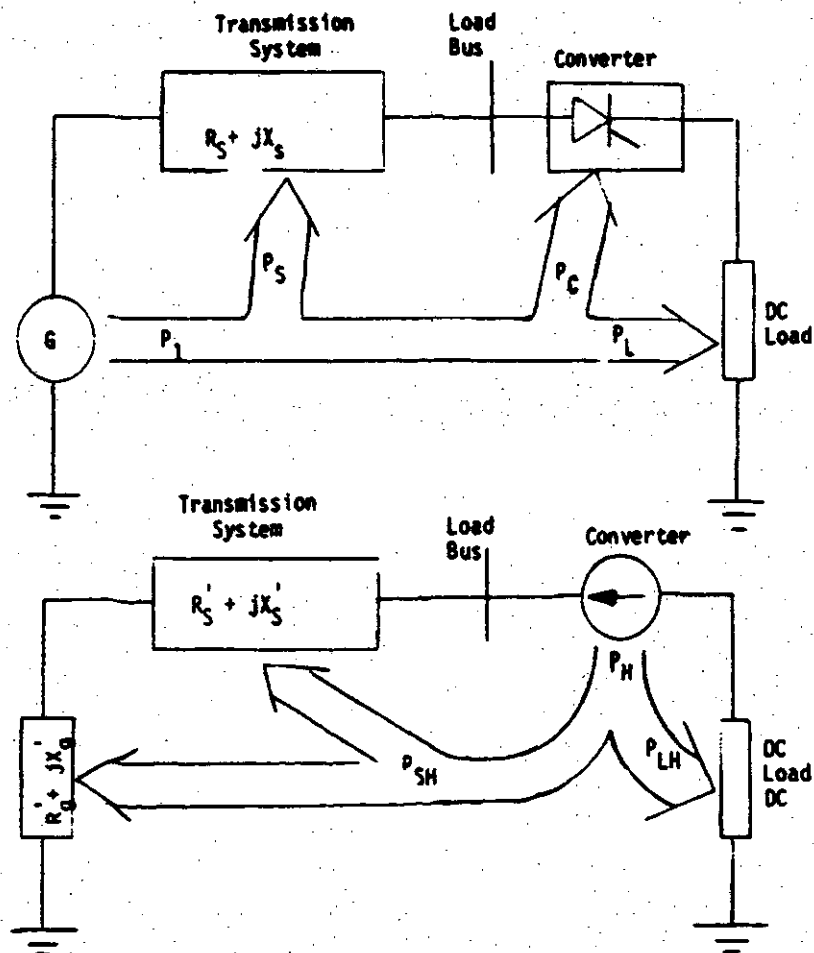 Transmission
System
Load
Bus
Converter
R_S + jX_s
P_S
P_C
G
P_1
P_L
DC
Load
Transmission
System
Load
Bus
Converter
R_S' + jX_S'
P_H
R_g' + jX_g'
P_SH
P_LH
DC
Load
DC